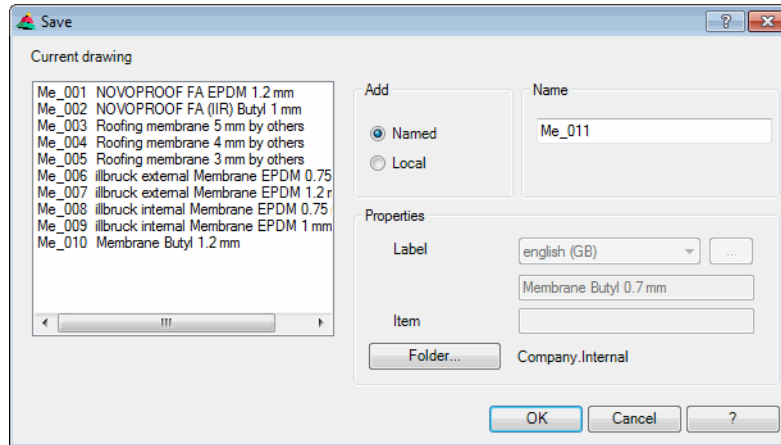 Save
Current drawing
Me_001 NOVOPROOF FA EPDM 1.2 mm
Me_002 NOVOPROOF FA (IIR) Butyl 1 mm
Me_003 Roofing membrane 5 mm by others
Me_004 Roofing membrane 4 mm by others
Me_005 Roofing membrane 3 mm by others
Me_006 illbruck external Membrane EPDM 0.75
Me_007 illbruck external Membrane EPDM 1.2 r
Me_008 illbruck internal Membrane EPDM 0.75
Me_009 illbruck internal Membrane EPDM 1 mm
Me_010 Membrane Butyl 1.2 mm
Add
Named
Local
Name
Me_011
Properties
Label
english (GB)
...
Membrane Butyl 0.7 mm
Item
Folder...
Company.Internal
OK
Cancel
?